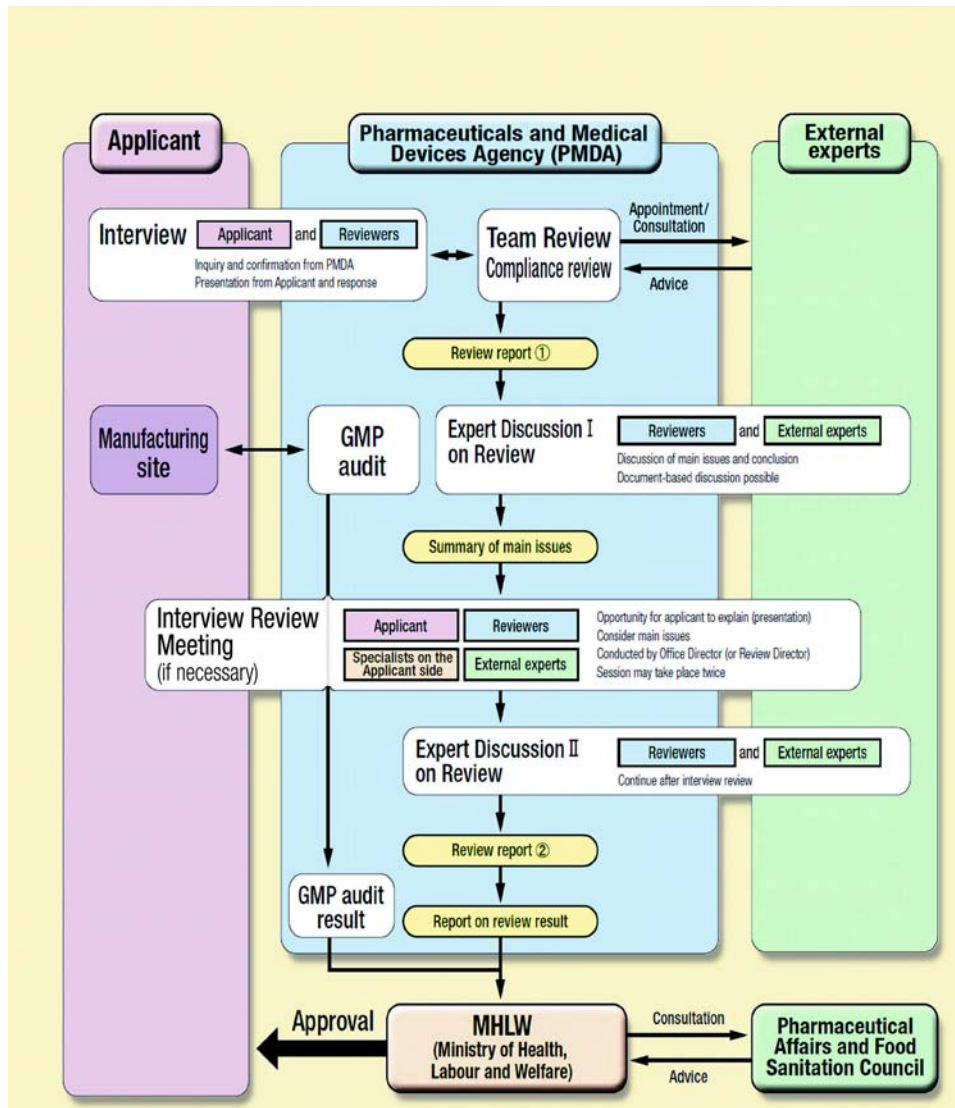 Applicant
Pharmaceuticals and Medical
Devices Agency (PMDA)
External
experts
Interview
Applicant and Reviewers
Inquiry and confirmation from PMDA
Presentation from Applicant and response
Team Review
Compliance review
Appointment/
Consultation
Advice
Review report ①
Manufacturing
site
GMP
audit
Expert Discussion I
on Review
Reviewers and External experts
Discussion of main issues and conclusion
Document-based discussion possible
Summary of main issues
Interview Review
Meeting
(if necessary)
Applicant
Reviewers
Specialists on the
Applicant side
External experts
Opportunity for applicant to explain (presentation)
Consider main issues
Conducted by Office Director (or Review Director)
Session may take place twice
Expert Discussion II
on Review
Reviewers and External experts
Continue after interview review
Review report ②
GMP audit
result
Report on review result
Approval
MHLW
(Ministry of Health,
Labour and Welfare)
Consultation
Advice
Pharmaceutical
Affairs and Food
Sanitation Council